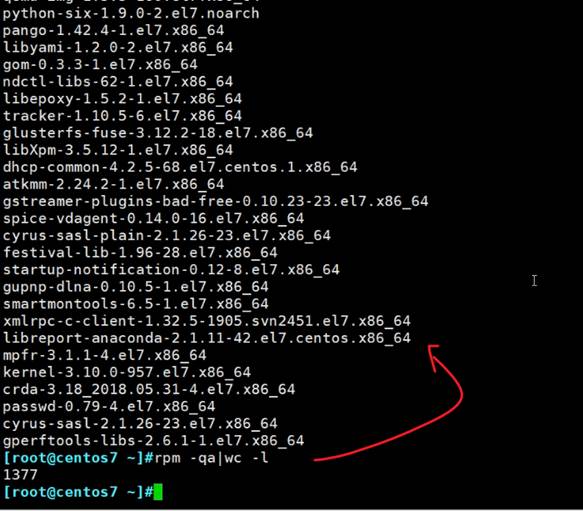 python-six-1.9.0-2.el7.noarch
pango-1.42.4-1.el7.x86_64
libyami-1.2.0-2.el7.x86_64
gom-0.3.3-1.el7.x86_64
ndctl-libs-62-1.el7.x86_64
libepoxy-1.5.2-1.el7.x86_64
tracker-1.10.5-6.el7.x86_64
glusterfs-fuse-3.12.2-18.el7.x86_64
libXpm-3.5.12-1.el7.x86_64
dhcp-common-4.2.5-68.el7.centos.1.x86_64
atkmm-2.24.2-1.el7.x86_64
gstreamer-plugins-bad-free-0.10.23-23.el7.x86_64
spice-vdagent-0.14.0-16.el7.x86_64
cyrus-sasl-plain-2.1.26-23.el7.x86_64
festival-lib-1.96-28.el7.x86_64
startup-notification-0.12-8.el7.x86_64
gupnp-dlna-0.10.5-1.el7.x86_64
smartmontools-6.5-1.el7.x86_64
xmlrpc-c-client-1.32.5-1905.svn2451.el7.x86_64
libreport-anaconda-2.1.11-42.el7.centos.x86_64
mpfr-3.1.1-4.el7.x86_64
kernel-3.10.0-957.el7.x86_64
crda-3.18_2018.05.31-4.el7.x86_64
passwd-0.79-4.el7.x86_64
cyrus-sasl-2.1.26-23.el7.x86_64
gperftools-libs-2.6.1-1.el7.x86_64
[root@centos7 ~]#rpm -qa|wc -l
1377
[root@centos7 ~]#